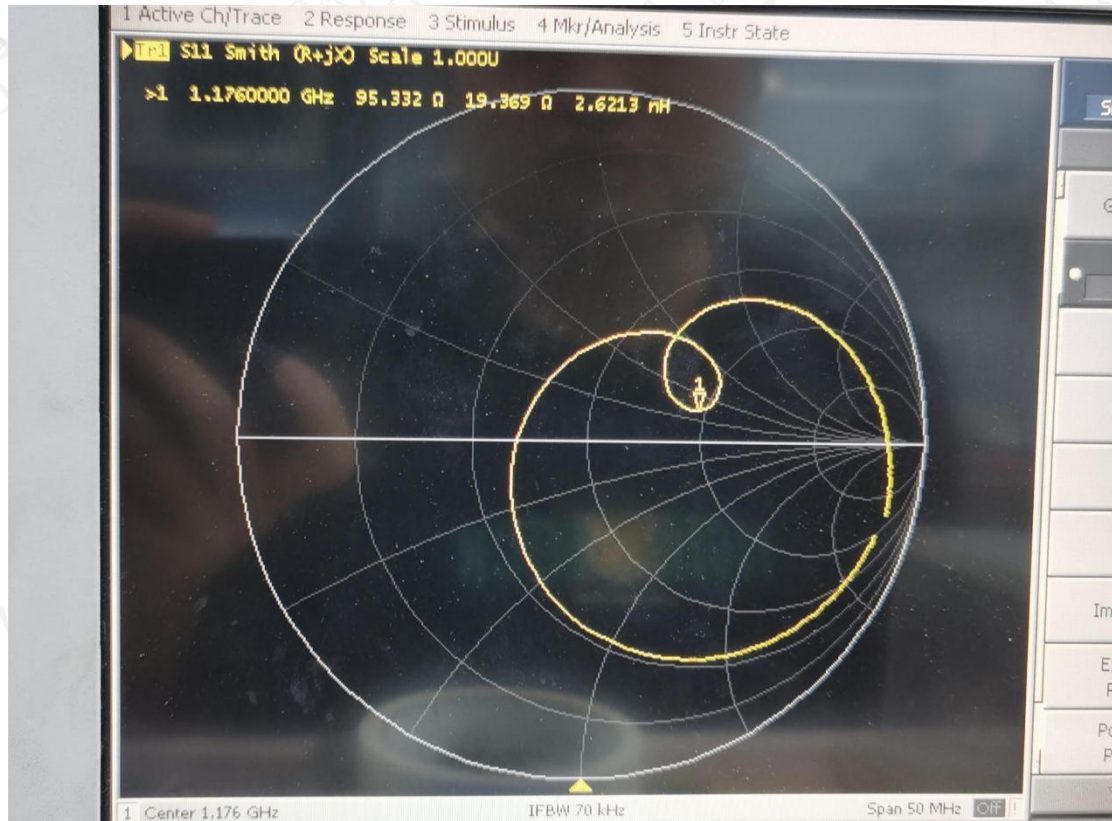 1 Active Ch/Trace 2 Response 3 Stimulus 4 Mkr/Analysis 5 Instr State
Tr1 S11 Smith (R+jX) Scale 1.000U
>1 1.1760000 GHz 95.332 Ω 19.369 Ω 2.6213 nH
1
1 Center 1.176 GHz IFBW 70 kHz Span 50 MHz Off